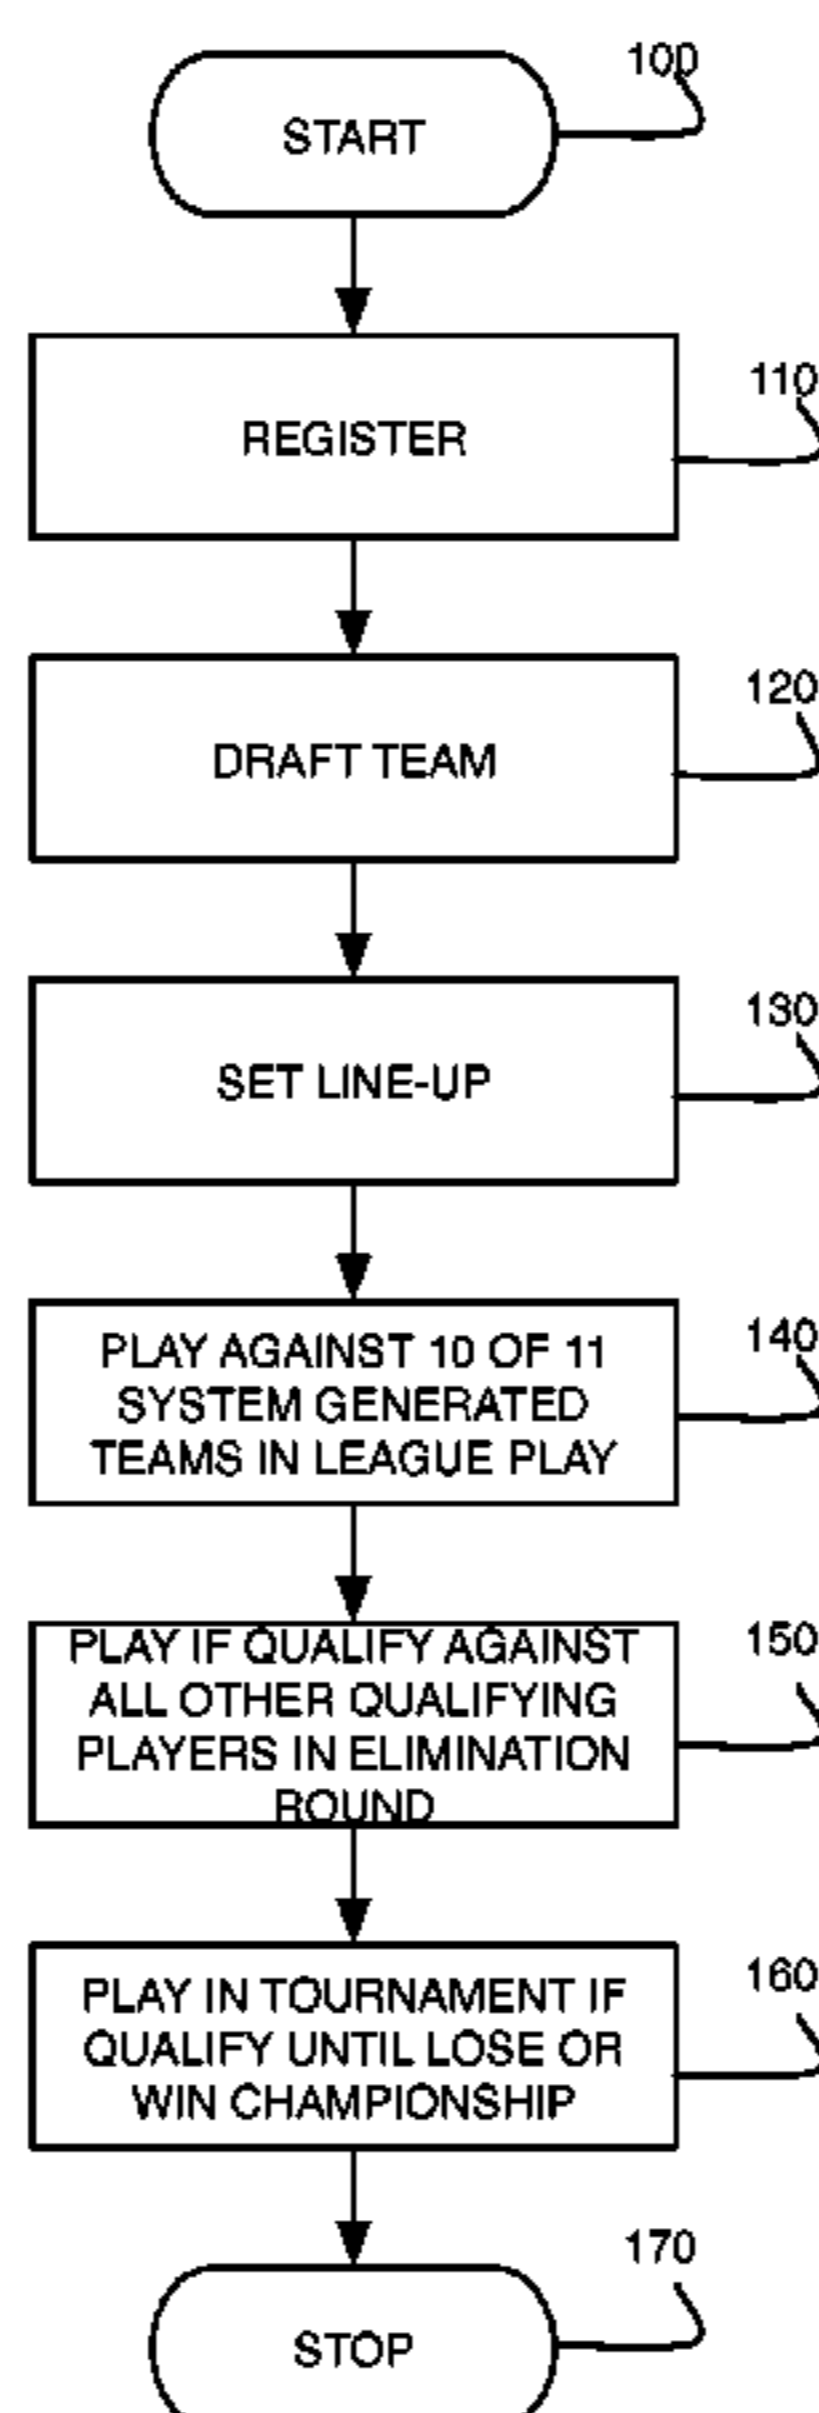 100
START
110
REGISTER
120
DRAFT TEAM
130
SET LINE-UP
140
PLAY AGAINST 10 OF 11
SYSTEM GENERATED
TEAMS IN LEAGUE PLAY
150
PLAY IF QUALIFY AGAINST
ALL OTHER QUALIFYING
PLAYERS IN ELIMINATION
ROUND
160
PLAY IN TOURNAMENT IF
QUALIFY UNTIL LOSE OR
WIN CHAMPIONSHIP
170
STOP